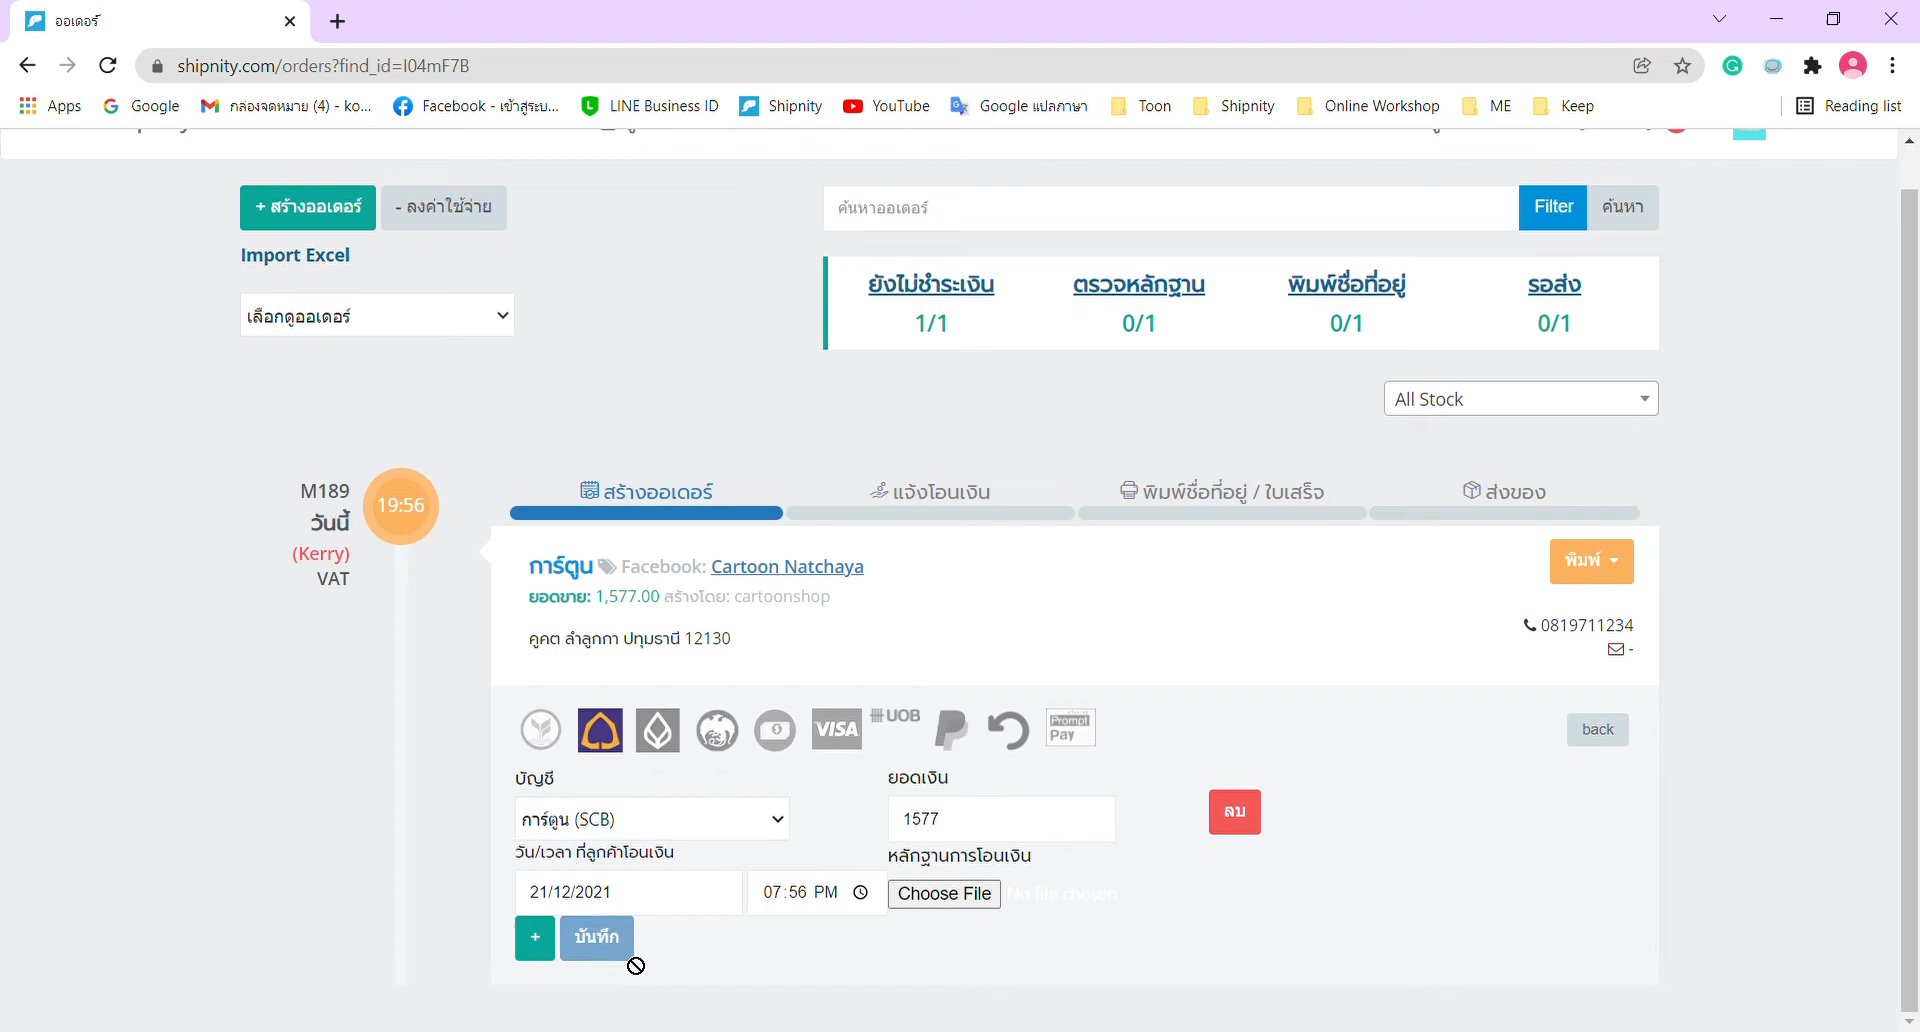 ออเดอร์
shipnity.com/orders?find_id=I04mF7B
Apps Google กล่องจดหมาย (4) - ko... Facebook - เข้าสู่ระบ... LINE Business ID Shipnity YouTube Google แปลภาษา Toon Shipnity Online Workshop ME Keep Reading list
+ สร้างออเดอร์ - ลงค่าใช้จ่าย ค้นหาออเดอร์ Filter ค้นหา
Import Excel
เลือกดูออเดอร์
ยังไม่ชำระเงิน ตรวจหลักฐาน พิมพ์ชื่อที่อยู่ รอส่ง
1/1 0/1 0/1 0/1
All Stock
M189 19:56 สร้างออเดอร์ แจ้งโอนเงิน พิมพ์ชื่อที่อยู่ / ใบเสร็จ ส่งของ
วันนี้
(Kerry)
VAT
การ์ตูน Facebook: Cartoon Natchaya พิมพ์
ยอดขาย: 1,577.00 สร้างโดย: cartoonshop
คูคต ลำลูกกา ปทุมธานี 12130 0819711234
-
VISA UOB Prompt Pay back
บัญชี ยอดเงิน
การ์ตูน (SCB) 1577 ลบ
วัน/เวลา ที่ลูกค้าโอนเงิน หลักฐานการโอนเงิน
21/12/2021 07:56 PM Choose File No file chosen
+ บันทึก